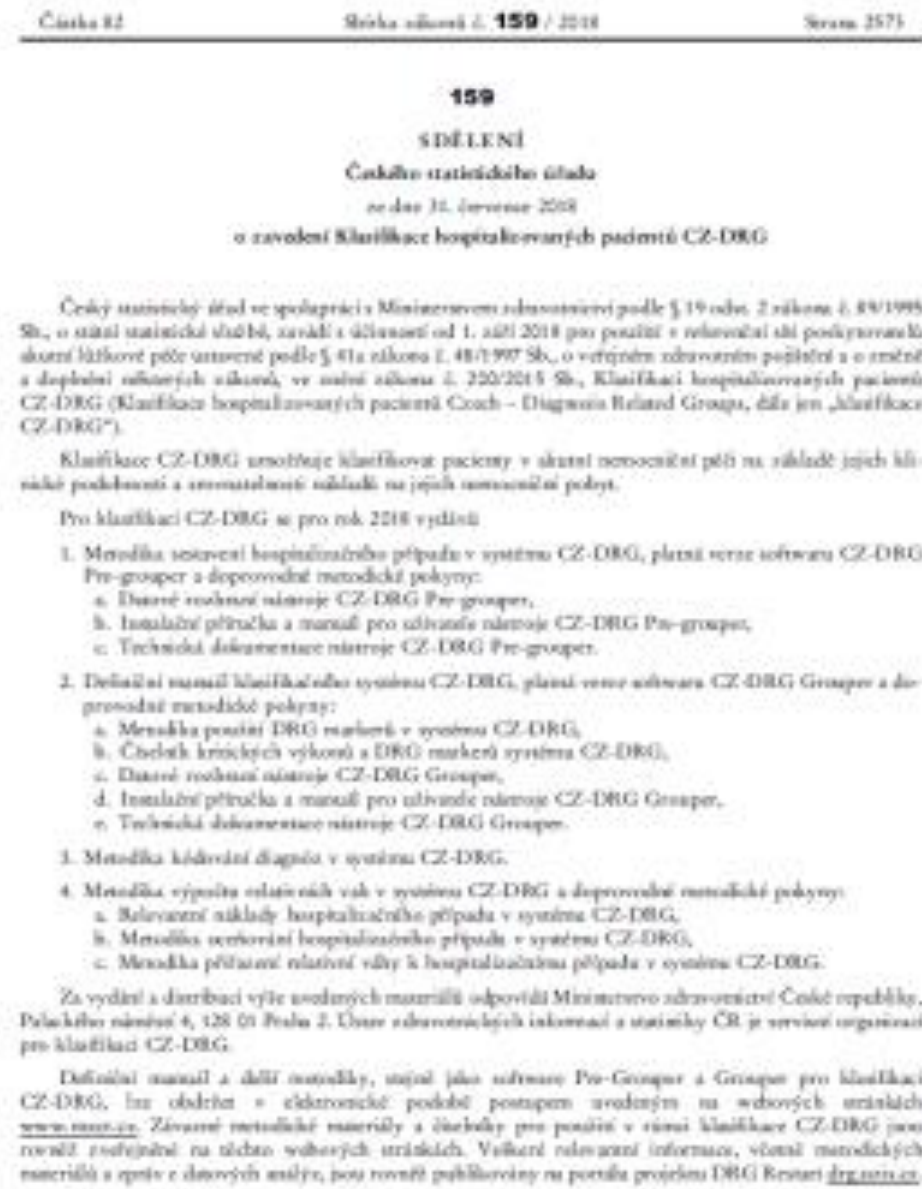 Částka 82 Sbírka zákonů č. 159 / 2018 Strana 2573
159
SDĚLENÍ
Českého statistického úřadu
ze dne 31. července 2018
o zavedení Klasifikace hospitalizovaných pacientů CZ-DRG
Český statistický úřad ve spolupráci s Ministerstvem zdravotnictví podle § 19 odst. 2 zákona č. 89/1995
Sb., o státní statistické službě, zavádí s účinností od 1. září 2018 pro použití v referenční síti poskytovatelů
akutní lůžkové péče ustavené podle § 41a zákona č. 48/1997 Sb., o veřejném zdravotním pojištění a o změně
a doplnění některých zákonů, ve znění zákona č. 200/2015 Sb., Klasifikaci hospitalizovaných pacientů
CZ-DRG (Klasifikace hospitalizovaných pacientů Czech – Diagnosis Related Groups, dále jen „klasifikace
CZ-DRG“).
Klasifikace CZ-DRG umožňuje klasifikovat pacienty v akutní nemocniční péči na základě jejich kli-
nické podobnosti a srovnatelnosti nákladů na jejich nemocniční pobyt.
Pro klasifikaci CZ-DRG se pro rok 2018 vydává:
1. Metodika sestavení hospitalizačního případu v systému CZ-DRG, platná verze softwaru CZ-DRG
Pre-grouper a doprovodné metodické pokyny:
a. Datové rozhraní nástroje CZ-DRG Pre-grouper,
b. Instalační příručka a manuál pro uživatele nástroje CZ-DRG Pre-grouper,
c. Technická dokumentace nástroje CZ-DRG Pre-grouper.
2. Definiční manuál klasifikačního systému CZ-DRG, platná verze softwaru CZ-DRG Grouper a do-
provodné metodické pokyny:
a. Metodika použití DRG markerů v systému CZ-DRG,
b. Číselník kritických výkonů a DRG markerů systému CZ-DRG,
c. Datové rozhraní nástroje CZ-DRG Grouper,
d. Instalační příručka a manuál pro uživatele nástroje CZ-DRG Grouper,
e. Technická dokumentace nástroje CZ-DRG Grouper.
3. Metodika kódování diagnóz v systému CZ-DRG.
4. Metodika výpočtu relativních vah v systému CZ-DRG a doprovodné metodické pokyny:
a. Relevantní náklady hospitalizačního případu v systému CZ-DRG,
b. Metodika oceňování hospitalizačního případu v systému CZ-DRG,
c. Metodika přiřazení relativní váhy k hospitalizačnímu případu v systému CZ-DRG.
Za vydání a distribuci výše uvedených materiálů odpovídá Ministerstvo zdravotnictví České republiky,
Palackého náměstí 4, 128 01 Praha 2. Ústav zdravotnických informací a statistiky ČR je servisní organizací
pro klasifikaci CZ-DRG.
Definiční manuál a další metodiky, stejně jako software Pre-Grouper a Grouper pro klasifikaci
CZ-DRG, lze obdržet v elektronické podobě postupem uvedeným na webových stránkách
Závazné metodické materiály a číselníky pro použití v rámci klasifikace CZ-DRG jsou
rovněž zveřejněné na těchto webových stránkách. Veškeré relevantní informace, včetně metodických
materiálů a zpráv z datových analýz, jsou rovněž publikovány na portálu projektu DRG Restart drg.uzis.cz.